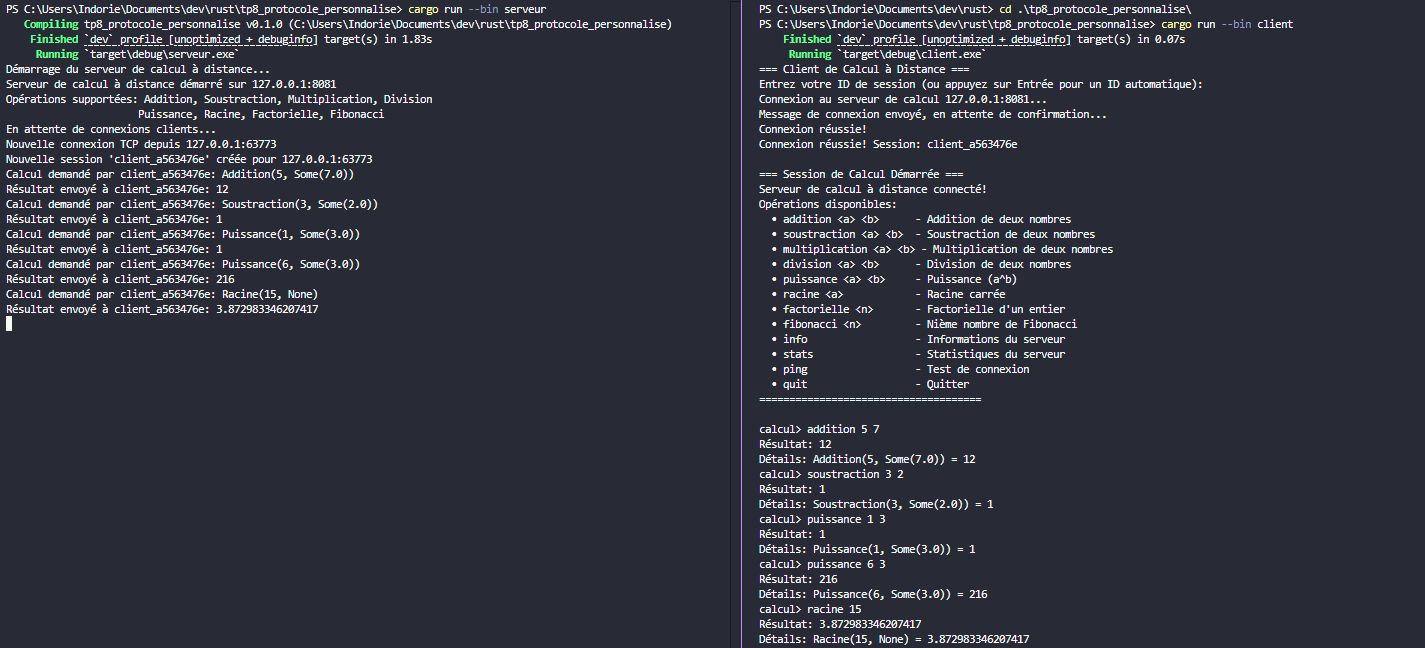 PS C:\Users\Indorie\Documents\dev\rust\tp8_protocole_personnalise> cargo run --bin serveur
Compiling tp8_protocole_personnalise v0.1.0 (C:\Users\Indorie\Documents\dev\rust\tp8_protocole_personnalise)
Finished `dev` profile [unoptimized + debuginfo] target(s) in 1.83s
Running `target\debug\serveur.exe`
Démarrage du serveur de calcul à distance...
Serveur de calcul à distance démarré sur 127.0.0.1:8081
Opérations supportées: Addition, Soustraction, Multiplication, Division
Puissance, Racine, Factorielle, Fibonacci
En attente de connexions clients...
Nouvelle connexion TCP depuis 127.0.0.1:63773
Nouvelle session 'client_a563476e' créée pour 127.0.0.1:63773
Calcul demandé par client_a563476e: Addition(5, Some(7.0))
Résultat envoyé à client_a563476e: 12
Calcul demandé par client_a563476e: Soustraction(3, Some(2.0))
Résultat envoyé à client_a563476e: 1
Calcul demandé par client_a563476e: Puissance(1, Some(3.0))
Résultat envoyé à client_a563476e: 1
Calcul demandé par client_a563476e: Puissance(6, Some(3.0))
Résultat envoyé à client_a563476e: 216
Calcul demandé par client_a563476e: Racine(15, None)
Résultat envoyé à client_a563476e: 3.872983346207417
PS C:\Users\Indorie\Documents\dev\rust> cd .\tp8_protocole_personnalise\
PS C:\Users\Indorie\Documents\dev\rust\tp8_protocole_personnalise> cargo run --bin client
Finished `dev` profile [unoptimized + debuginfo] target(s) in 0.07s
Running `target\debug\client.exe`
=== Client de Calcul à Distance ===
Entrez votre ID de session (ou appuyez sur Entrée pour un ID automatique):
Connexion au serveur de calcul 127.0.0.1:8081...
Message de connexion envoyé, en attente de confirmation...
Connexion réussie!
Connexion réussie! Session: client_a563476e
=== Session de Calcul Démarrée ===
Serveur de calcul à distance connecté!
Opérations disponibles:
• addition <a> <b> - Addition de deux nombres
• soustraction <a> <b> - Soustraction de deux nombres
• multiplication <a> <b> - Multiplication de deux nombres
• division <a> <b> - Division de deux nombres
• puissance <a> <b> - Puissance (a^b)
• racine <a> - Racine carrée
• factorielle <n> - Factorielle d'un entier
• fibonacci <n> - Nième nombre de Fibonacci
• info - Informations du serveur
• stats - Statistiques du serveur
• ping - Test de connexion
• quit - Quitter
=====================================
calcul> addition 5 7
Résultat: 12
Détails: Addition(5, Some(7.0)) = 12
calcul> soustraction 3 2
Résultat: 1
Détails: Soustraction(3, Some(2.0)) = 1
calcul> puissance 1 3
Résultat: 1
Détails: Puissance(1, Some(3.0)) = 1
calcul> puissance 6 3
Résultat: 216
Détails: Puissance(6, Some(3.0)) = 216
calcul> racine 15
Résultat: 3.872983346207417
Détails: Racine(15, None) = 3.872983346207417